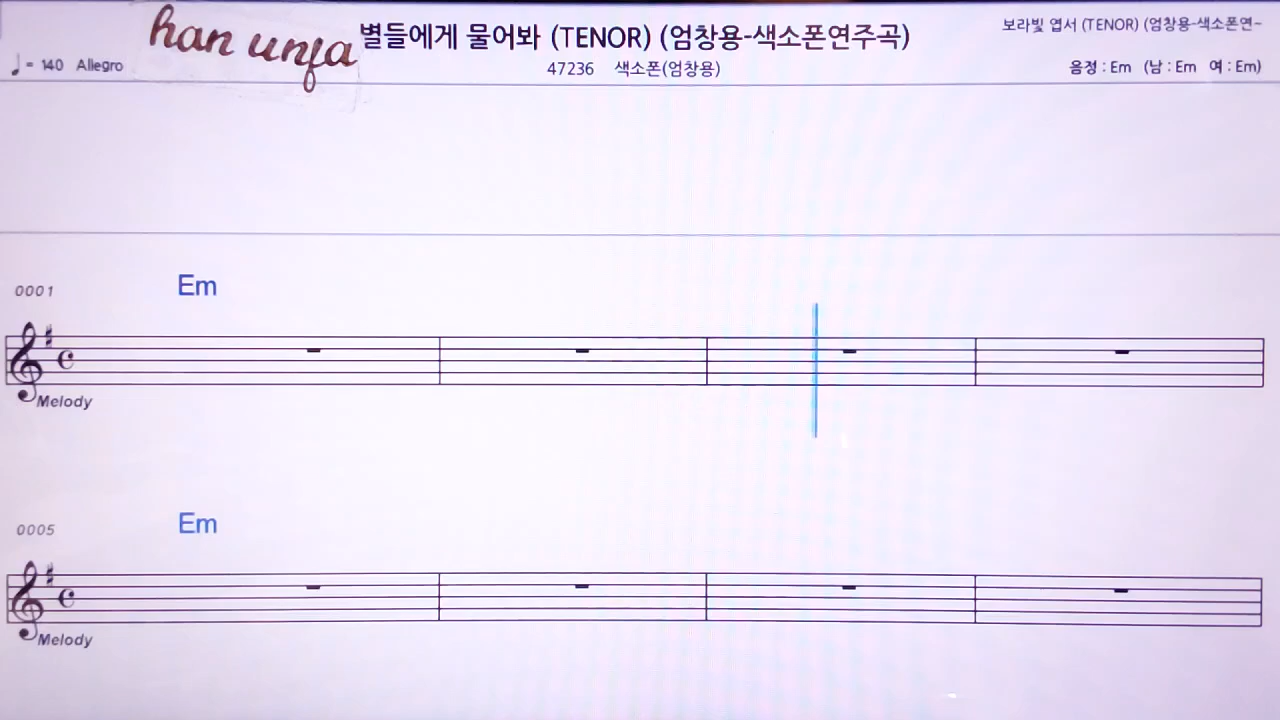 han unja
별들에게 물어봐 (TENOR) (엄창용-색소폰연주곡)
보라빛 엽서 (TENOR) (엄창용-색소폰연~
♩= 140 Allegro
47236 색소폰(엄창용)
음정 : Em (남 : Em 여 : Em)
0001 Em
Melody
0005 Em
Melody